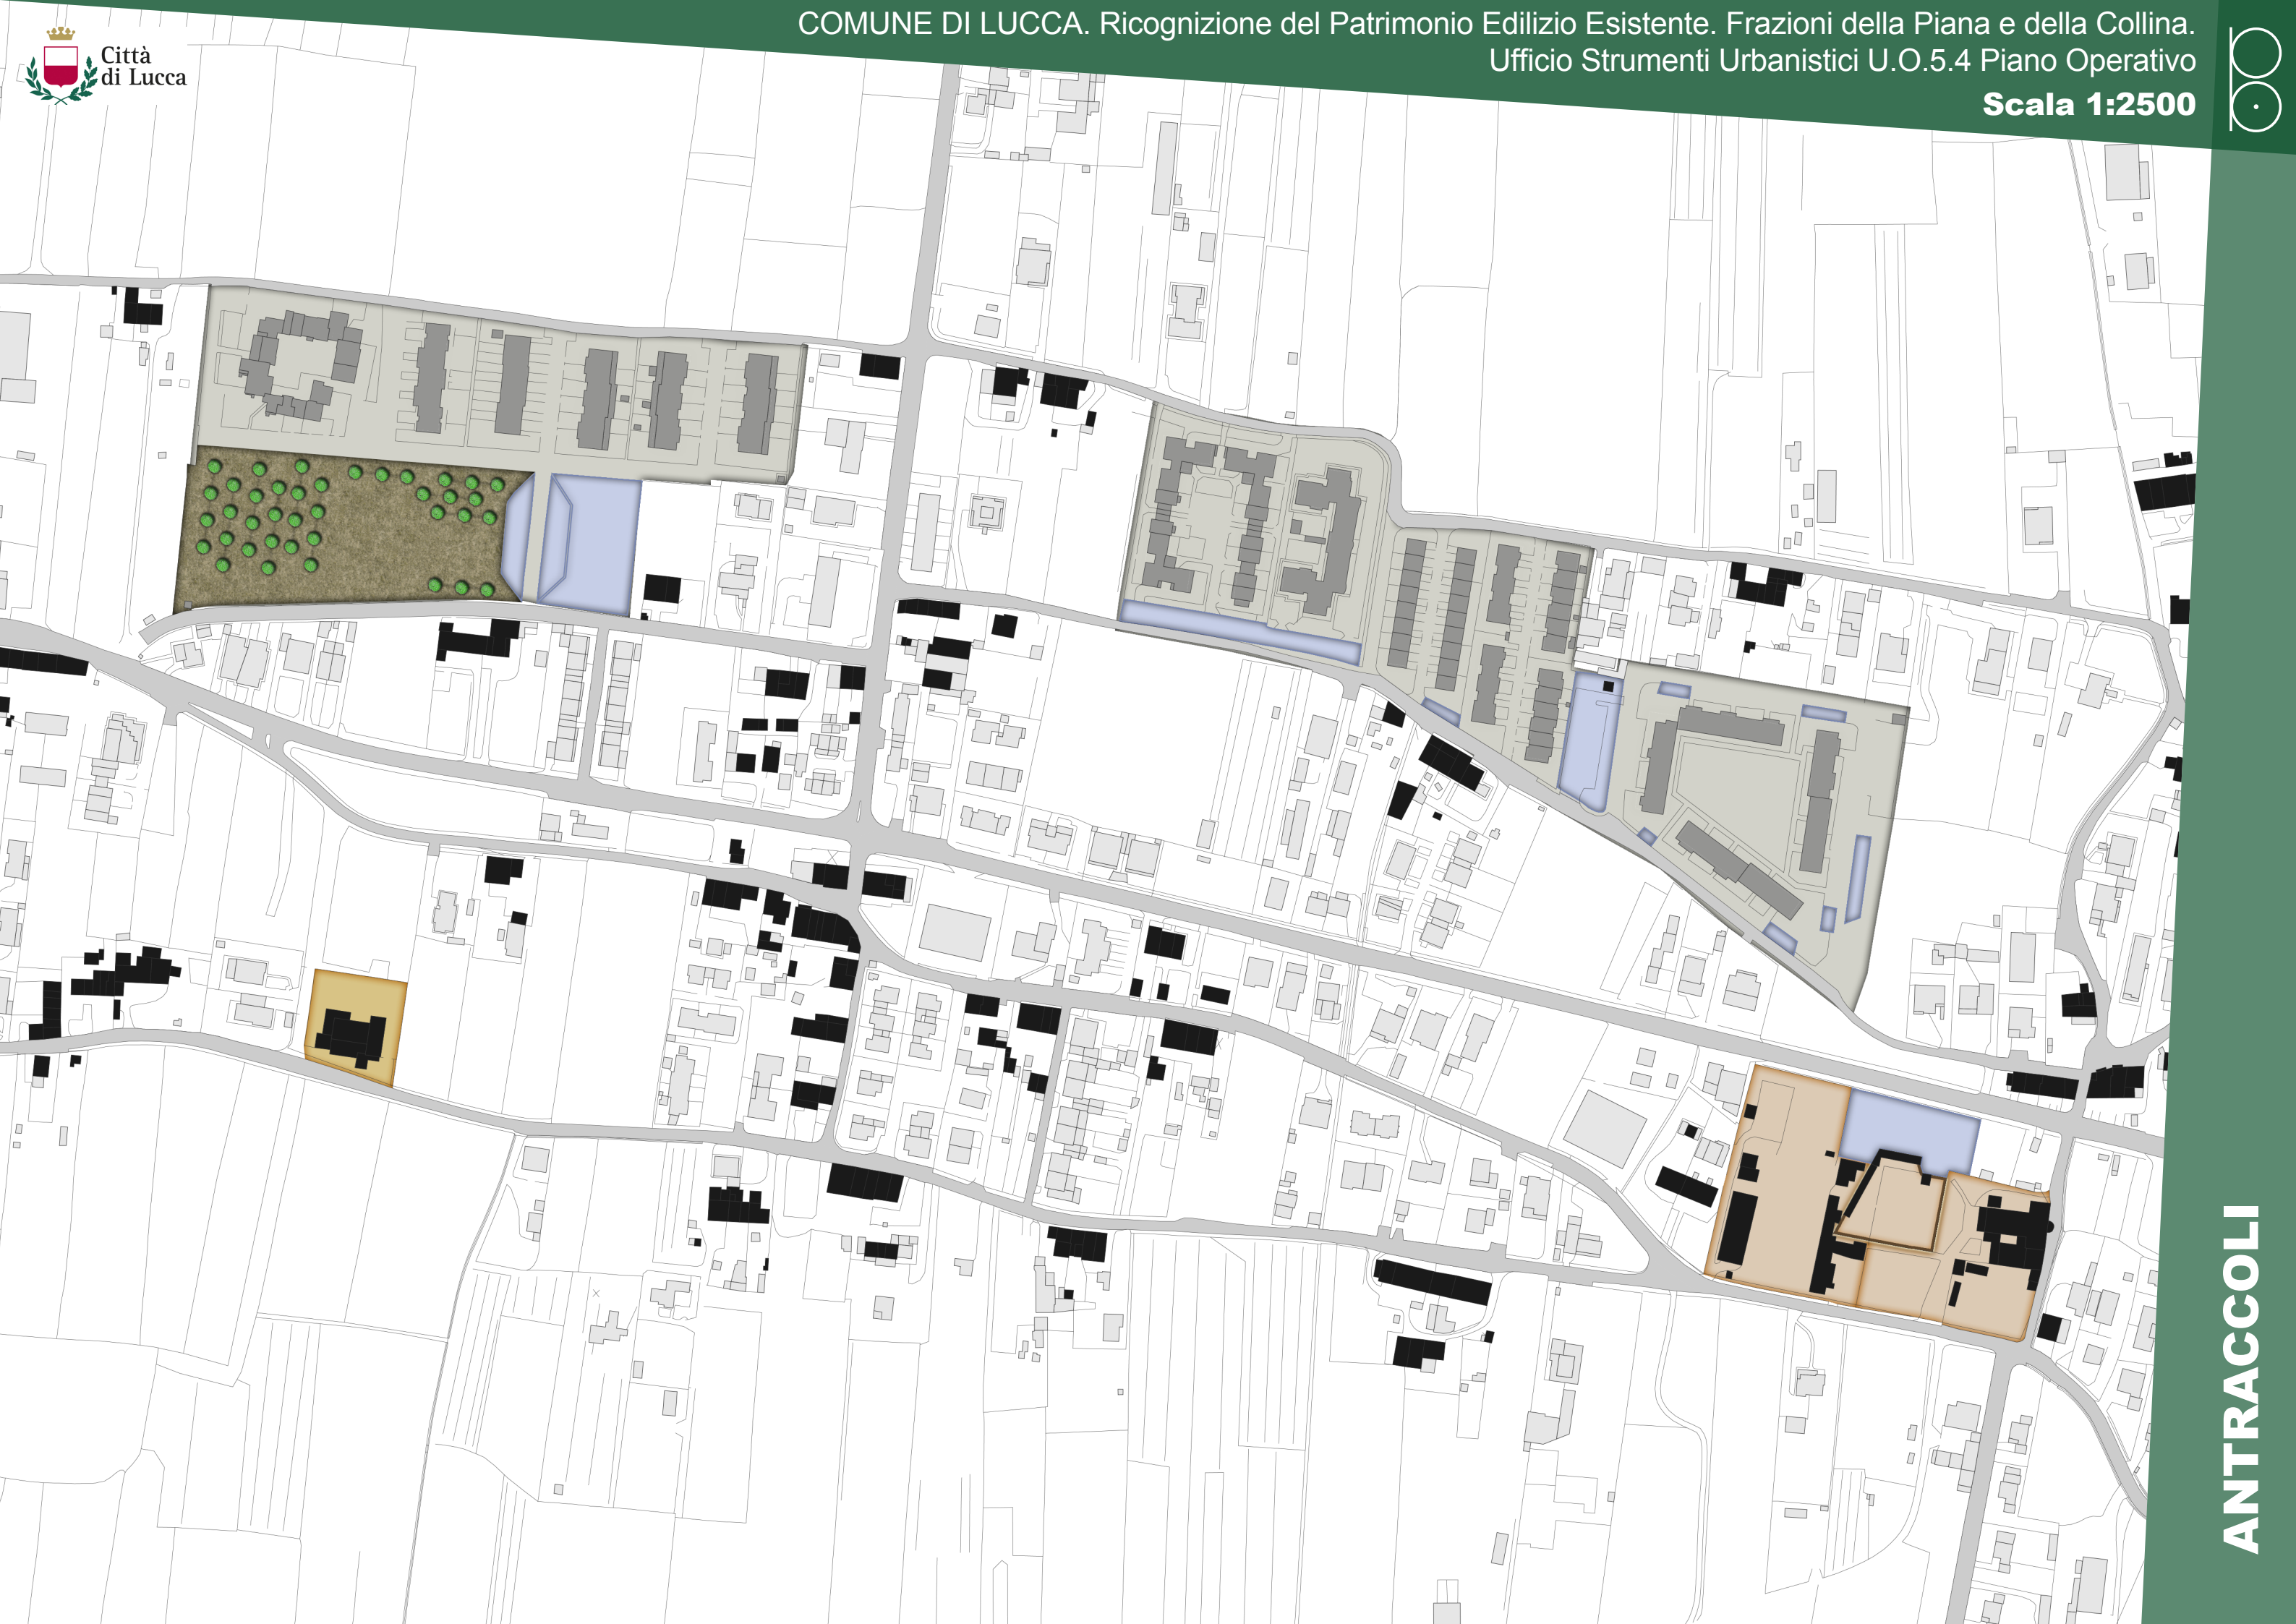 Città
di Lucca
COMUNE DI LUCCA. Ricognizione del Patrimonio Edilizio Esistente. Frazioni della Piana e della Collina.
Ufficio Strumenti Urbanistici U.O.5.4 Piano Operativo
Scala 1:2500
ANTRACCOLI